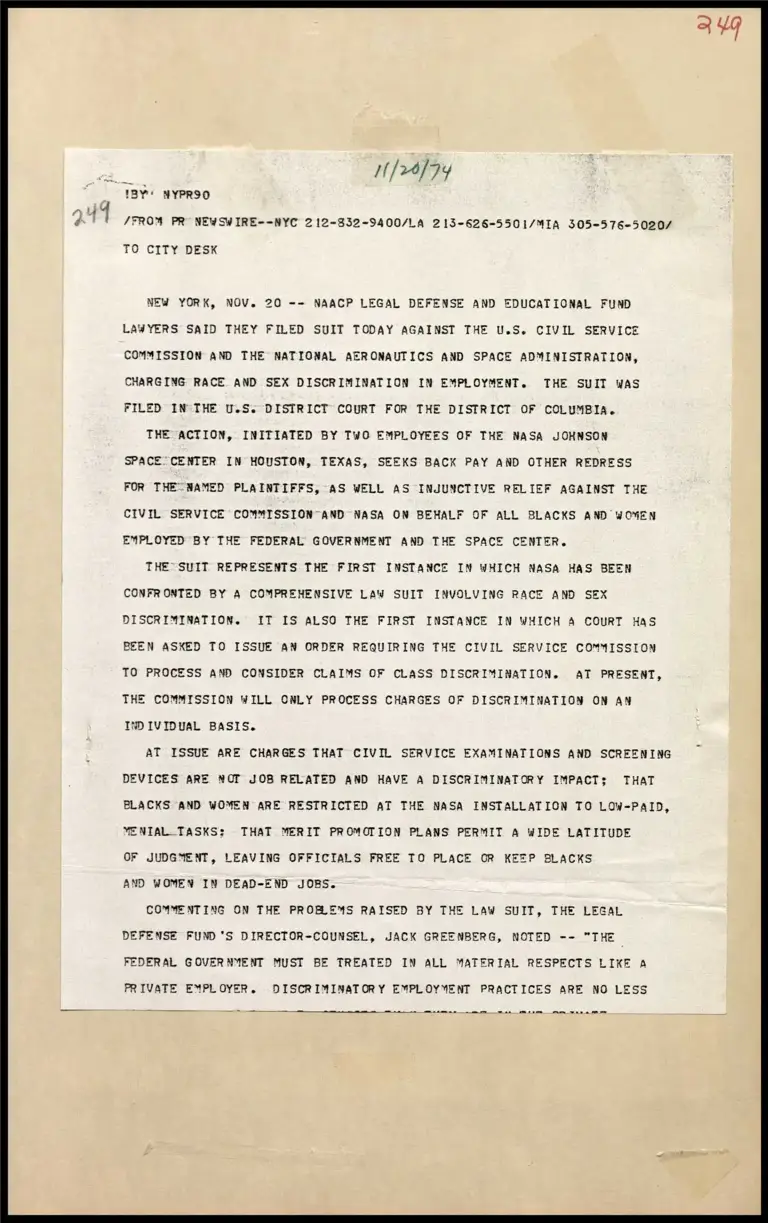 249
11/20/74
!BY' NYPR90
249
/FROM PR NEWSWIRE--NYC 212-832-9400/LA 213-626-5501/MIA 305-576-5020/
TO CITY DESK
NEW YORK, NOV. 20 -- NAACP LEGAL DEFENSE AND EDUCATIONAL FUND
LAWYERS SAID THEY FILED SUIT TODAY AGAINST THE U.S. CIVIL SERVICE
COMMISSION AND THE NATIONAL AERONAUTICS AND SPACE ADMINISTRATION,
CHARGING RACE AND SEX DISCRIMINATION IN EMPLOYMENT. THE SUIT WAS
FILED IN THE U.S. DISTRICT COURT FOR THE DISTRICT OF COLUMBIA.
THE ACTION, INITIATED BY TWO EMPLOYEES OF THE NASA JOHNSON
SPACE CENTER IN HOUSTON, TEXAS, SEEKS BACK PAY AND OTHER REDRESS
FOR THE NAMED PLAINTIFFS, AS WELL AS INJUNCTIVE RELIEF AGAINST THE
CIVIL SERVICE COMMISSION AND NASA ON BEHALF OF ALL BLACKS AND WOMEN
EMPLOYED BY THE FEDERAL GOVERNMENT AND THE SPACE CENTER.
THE SUIT REPRESENTS THE FIRST INSTANCE IN WHICH NASA HAS BEEN
CONFRONTED BY A COMPREHENSIVE LAW SUIT INVOLVING RACE AND SEX
DISCRIMINATION. IT IS ALSO THE FIRST INSTANCE IN WHICH A COURT HAS
BEEN ASKED TO ISSUE AN ORDER REQUIRING THE CIVIL SERVICE COMMISSION
TO PROCESS AND CONSIDER CLAIMS OF CLASS DISCRIMINATION. AT PRESENT,
THE COMMISSION WILL ONLY PROCESS CHARGES OF DISCRIMINATION ON AN
INDIVIDUAL BASIS.
AT ISSUE ARE CHARGES THAT CIVIL SERVICE EXAMINATIONS AND SCREENING
DEVICES ARE NOT JOB RELATED AND HAVE A DISCRIMINATORY IMPACT; THAT
BLACKS AND WOMEN ARE RESTRICTED AT THE NASA INSTALLATION TO LOW-PAID,
MENIAL TASKS; THAT MERIT PROMOTION PLANS PERMIT A WIDE LATITUDE
OF JUDGMENT, LEAVING OFFICIALS FREE TO PLACE OR KEEP BLACKS
AND WOMEN IN DEAD-END JOBS.
COMMENTING ON THE PROBLEMS RAISED BY THE LAW SUIT, THE LEGAL
DEFENSE FUND'S DIRECTOR-COUNSEL, JACK GREENBERG, NOTED -- "THE
FEDERAL GOVERNMENT MUST BE TREATED IN ALL MATERIAL RESPECTS LIKE A
PRIVATE EMPLOYER. DISCRIMINATORY EMPLOYMENT PRACTICES ARE NO LESS